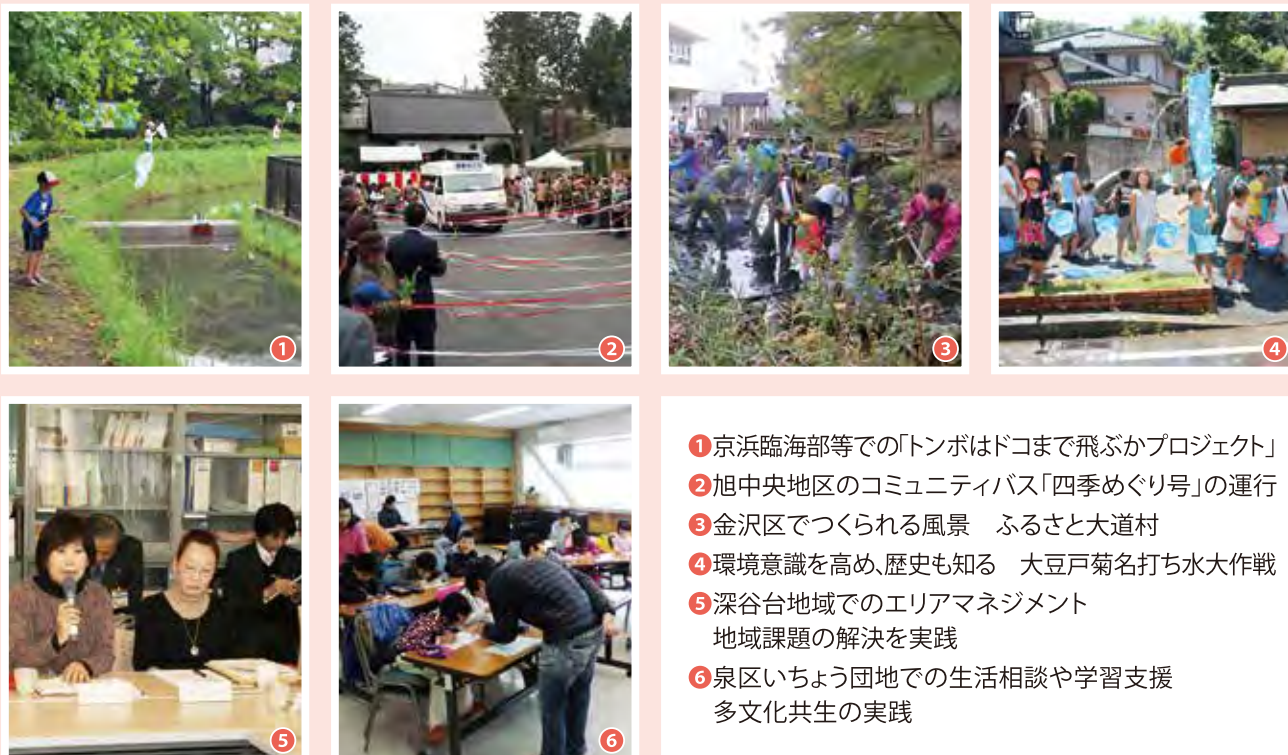 1
2
3
4
5
6
❶京浜臨海部等での「トンボはドコまで飛ぶかプロジェクト」
❷旭中央地区のコミュニティバス「四季めぐり号」の運行
❸金沢区でつくられる風景　ふるさと大道村
❹環境意識を高め、歴史も知る　大豆戸菊名打ち水大作戦
❺深谷台地域でのエリアマネジメント
地域課題の解決を実践
❻泉区いちょう団地での生活相談や学習支援
多文化共生の実践